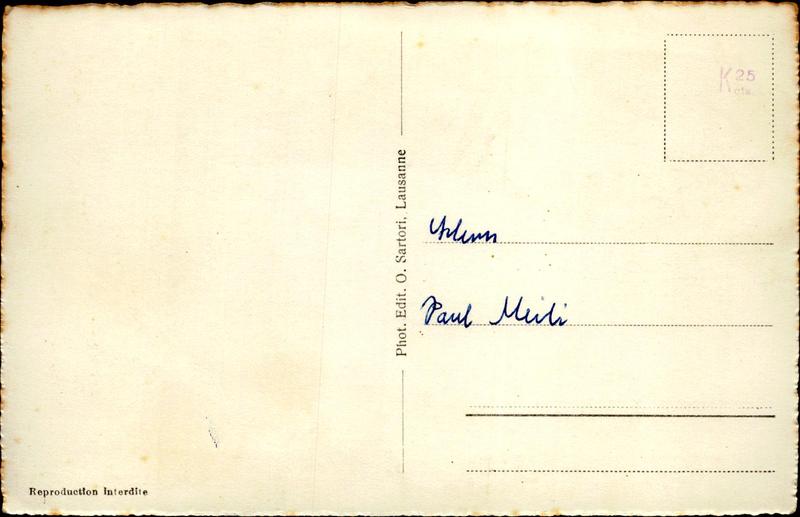 K 25
cts.
Phot. Edit. O. Sartori, Lausanne
Paul Meili
Reproduction Interdite